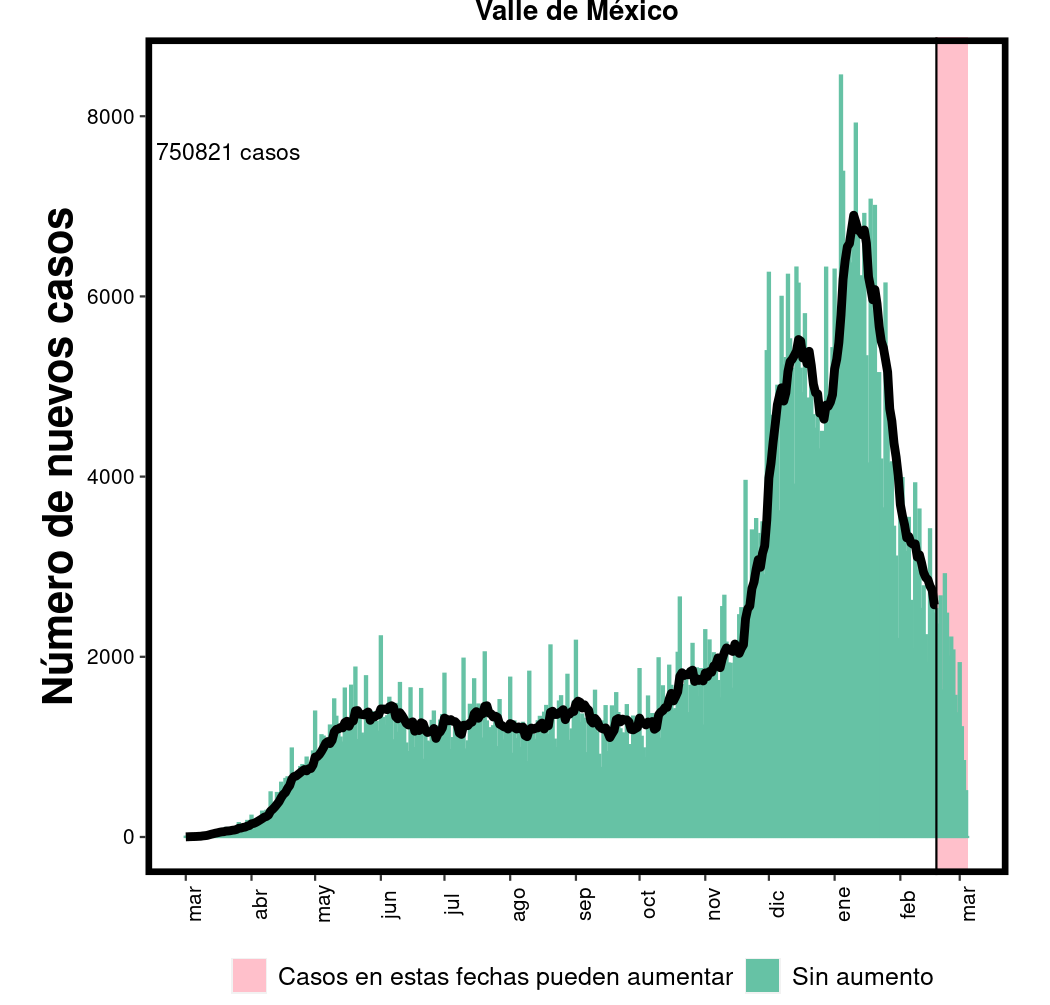 Valle de México
750821 casos
Número de nuevos casos
8000
6000
4000
2000
0
mar
abr
may
jun
jul
ago
sep
oct
nov
dic
ene
feb
mar
Casos en estas fechas pueden aumentar
Sin aumento